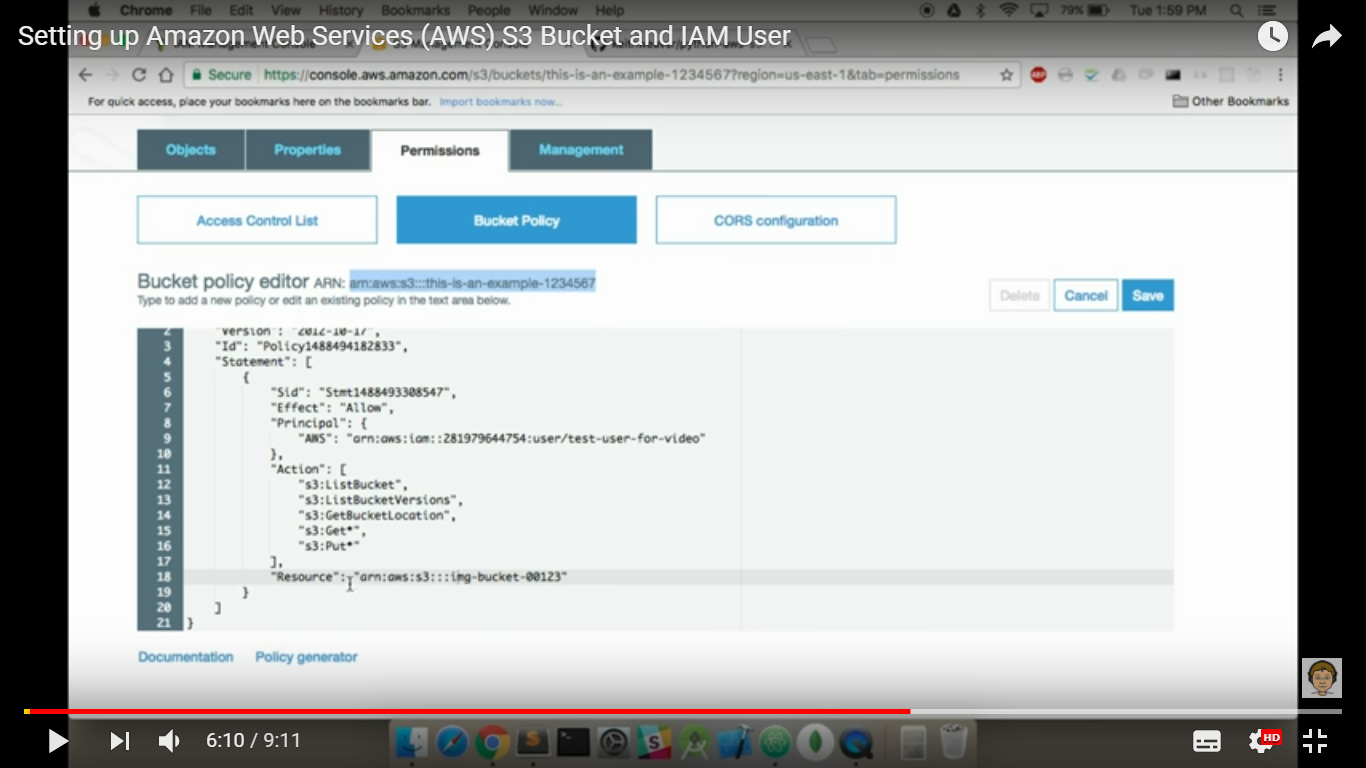 Chrome File Edit View History Bookmarks People Window Help 79% Tue 1:59 PM
Setting up Amazon Web Services (AWS) S3 Bucket and IAM User
Secure https://console.aws.amazon.com/s3/buckets/this-is-an-example-1234567?region=us-east-1&tab=permissions ABP
For quick access, place your bookmarks here on the bookmarks bar. Import bookmarks now... Other Bookmarks
Objects Properties Permissions Management
Access Control List Bucket Policy CORS configuration
Bucket policy editor ARN: arn:aws:s3:::this-is-an-example-1234567
Type to add a new policy or edit an existing policy in the text area below.
Delete Cancel Save
2 "Version": "2012-10-17",
3 "Id": "Policy1488494182833",
4 "Statement": [
5 {
6 "Sid": "Stmt1488493308547",
7 "Effect": "Allow",
8 "Principal": {
9 "AWS": "arn:aws:iam::281979644754:user/test-user-for-video"
10 },
11 "Action": [
12 "s3:ListBucket",
13 "s3:ListBucketVersions",
14 "s3:GetBucketLocation",
15 "s3:Get*",
16 "s3:Put*"
17 ],
18 "Resource": "arn:aws:s3:::img-bucket-00123"
19 }
20 ]
21 }
Documentation Policy generator
6:10 / 9:11 HD